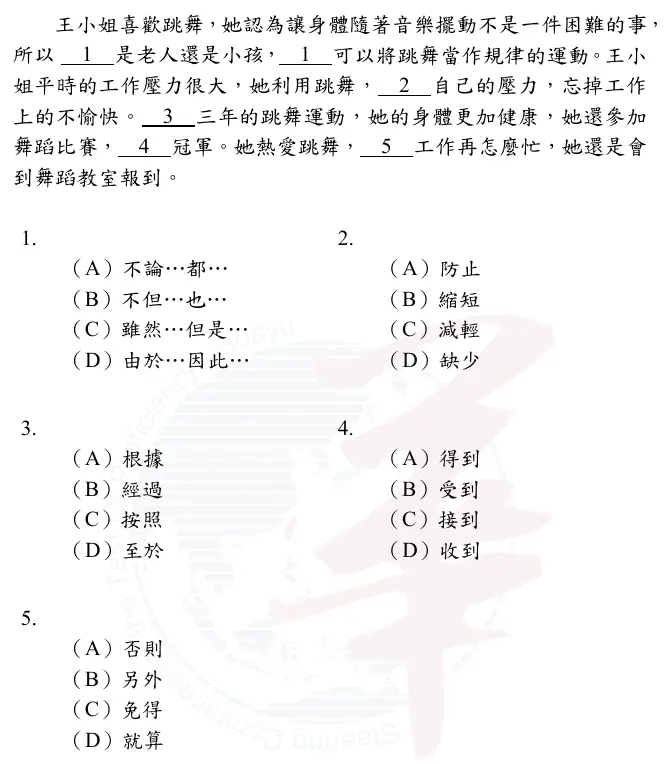 王小姐喜歡跳舞，她認為讓身體隨著音樂擺動不是一件困難的事，
所以 1 是老人還是小孩， 1 可以將跳舞當作規律的運動。王小
姐平時的工作壓力很大，她利用跳舞， 2 自己的壓力，忘掉工作
上的不愉快。 3 三年的跳舞運動，她的身體更加健康，她還參加
舞蹈比賽， 4 冠軍。她熱愛跳舞， 5 工作再怎麼忙，她還是會
到舞蹈教室報到。
1.
（A）不論…都…
（B）不但…也…
（C）雖然…但是…
（D）由於…因此…
2.
（A）防止
（B）縮短
（C）減輕
（D）缺少
3.
（A）根據
（B）經過
（C）按照
（D）至於
4.
（A）得到
（B）受到
（C）接到
（D）收到
5.
（A）否則
（B）另外
（C）免得
（D）就算